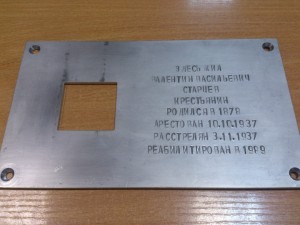 ЗДЕСЬ ЖИЛ
ВАЛЕНТИН ВАСИЛЬЕВИЧ
СТАРЦЕВ
КРЕСТЬЯНИН
РОДИЛСЯ В 1878
АРЕСТОВАН 10.10.1937
РАССТРЕЛЯН 3.11.1937
РЕАБИЛИТИРОВАН В 1989